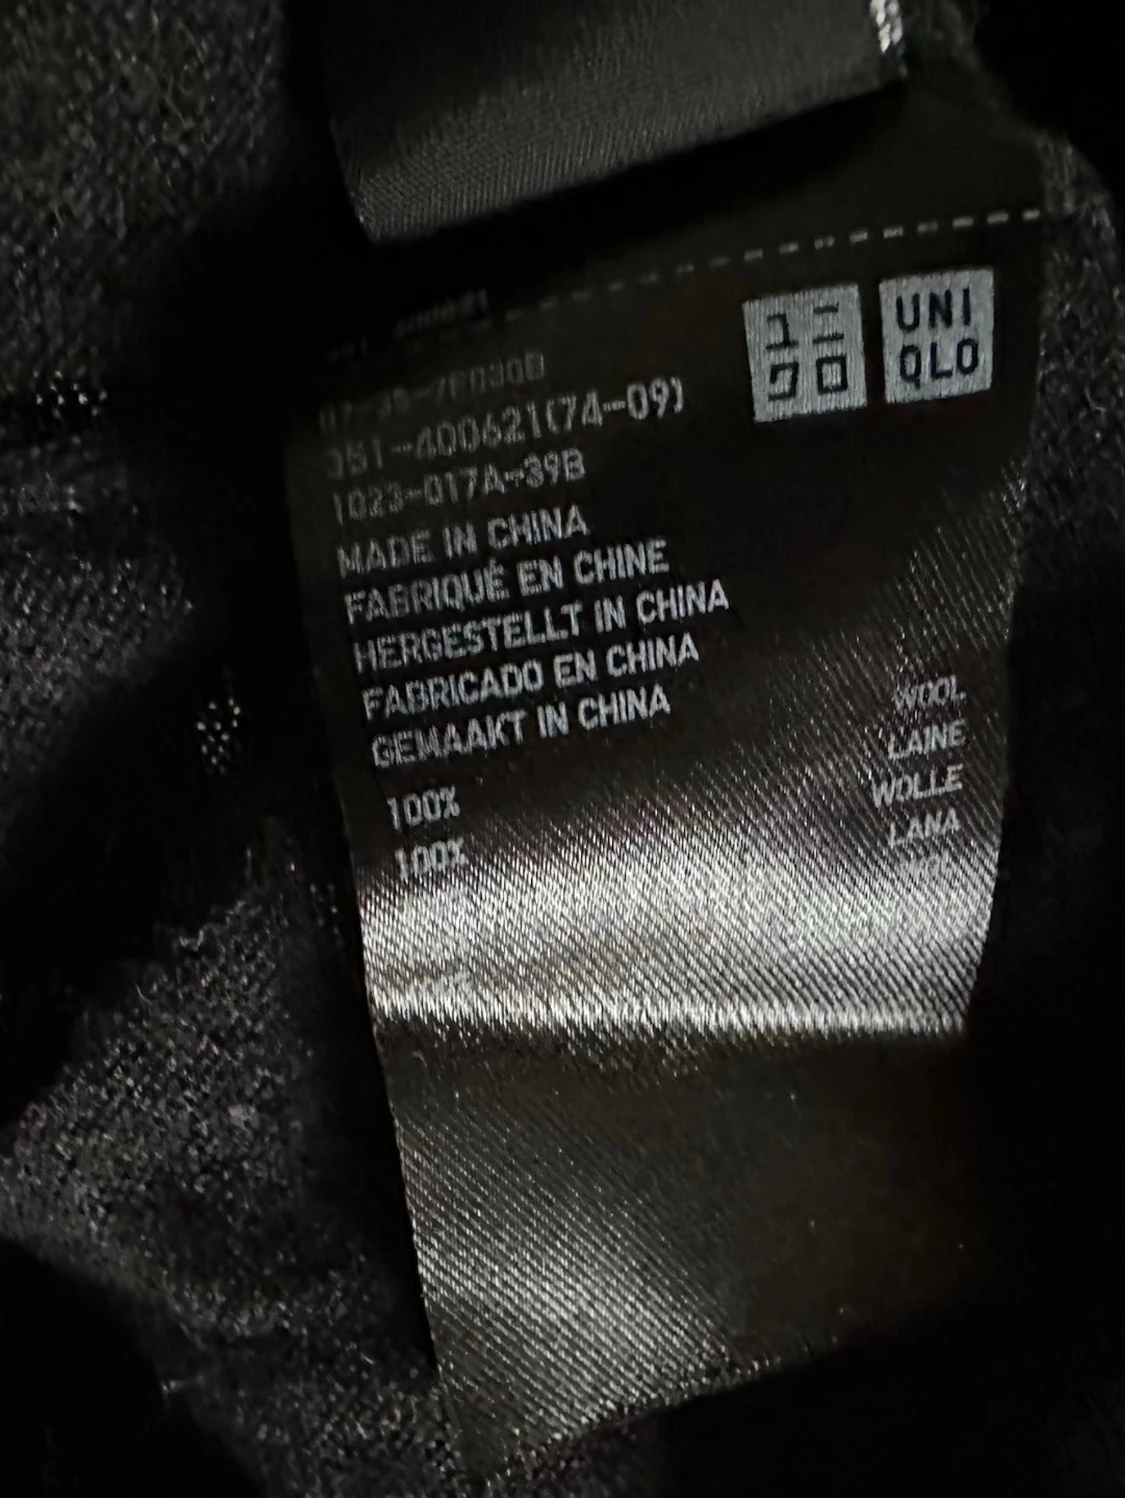 ユニ
クロ
UNI
QLO
351-400621(74-09)
1023-017A-39B
MADE IN CHINA
FABRIQUÉ EN CHINE
HERGESTELLT IN CHINA
FABRICADO EN CHINA
GEMAAKT IN CHINA
WOOL
LAINE
WOLLE
LANA
100%
100%